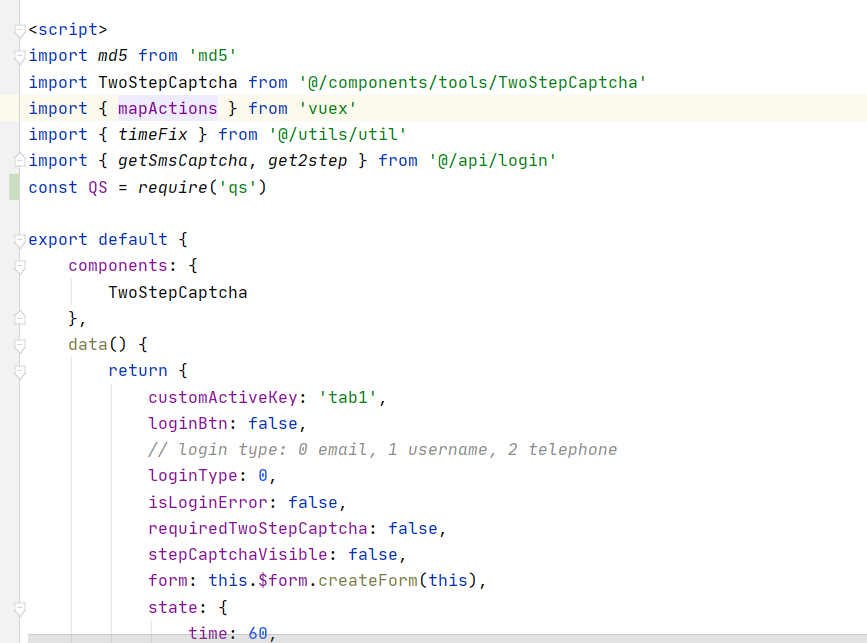 <script>
import md5 from 'md5'
import TwoStepCaptcha from '@/components/tools/TwoStepCaptcha'
import { mapActions } from 'vuex'
import { timeFix } from '@/utils/util'
import { getSmsCaptcha, get2step } from '@/api/login'
const QS = require('qs')
export default {
components: {
TwoStepCaptcha
},
data() {
return {
customActiveKey: 'tab1',
loginBtn: false,
// login type: 0 email, 1 username, 2 telephone
loginType: 0,
isLoginError: false,
requiredTwoStepCaptcha: false,
stepCaptchaVisible: false,
form: this.$form.createForm(this),
state: {
time: 60,